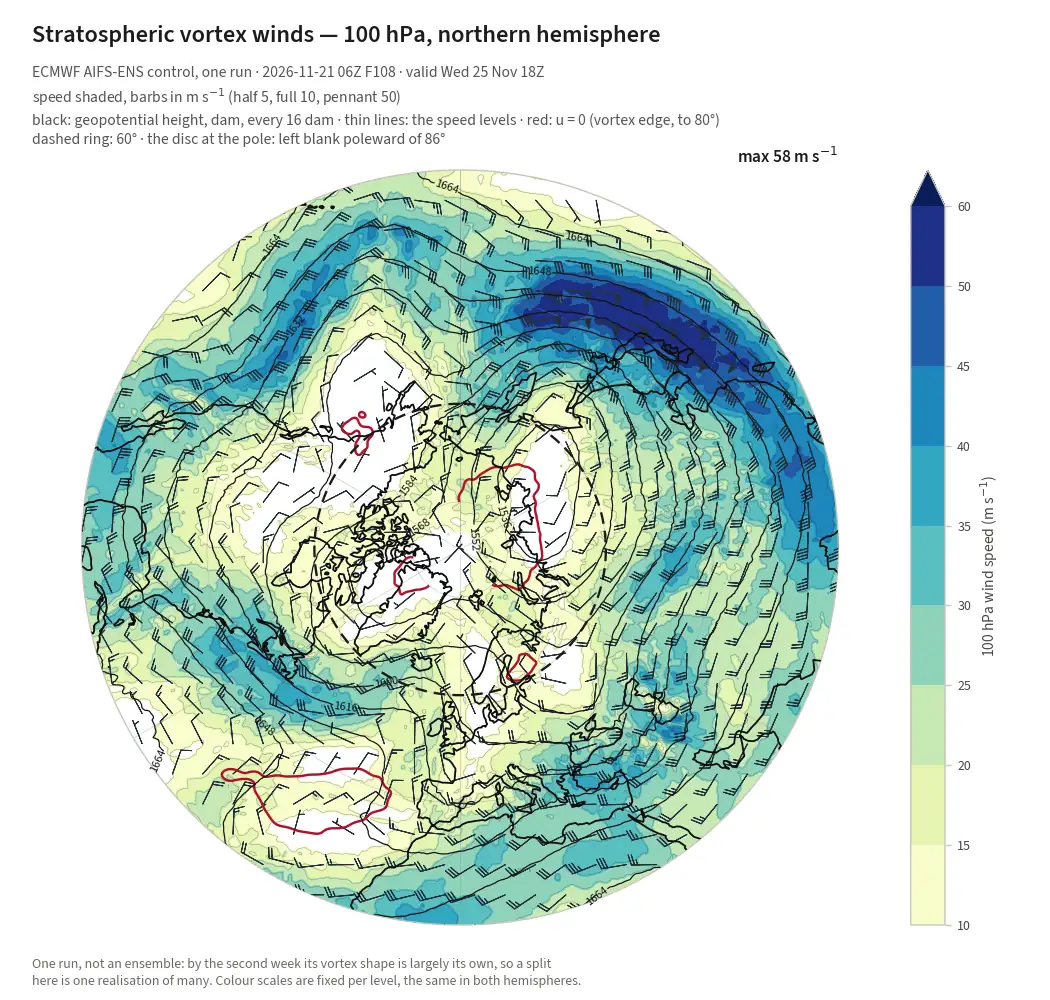 Stratospheric vortex winds — 100 hPa, northern hemisphere
ECMWF AIFS-ENS control, one run · 2026-11-21 06Z F108 · valid Wed 25 Nov 18Z
speed shaded, barbs in m s⁻¹ (half 5, full 10, pennant 50)
black: geopotential height, dam, every 16 dam · thin lines: the speed levels · red: u = 0 (vortex edge, to 80°)
dashed ring: 60° · the disc at the pole: left blank poleward of 86°
max 58 m s⁻¹
1664
1664
1664
1648
1632
1584
1568
1552
1600
1616
1648
1664
1664
60
50
45
40
35
30
25
20
15
10
100 hPa wind speed (m s⁻¹)
One run, not an ensemble: by the second week its vortex shape is largely its own, so a split
here is one realisation of many. Colour scales are fixed per level, the same in both hemispheres.